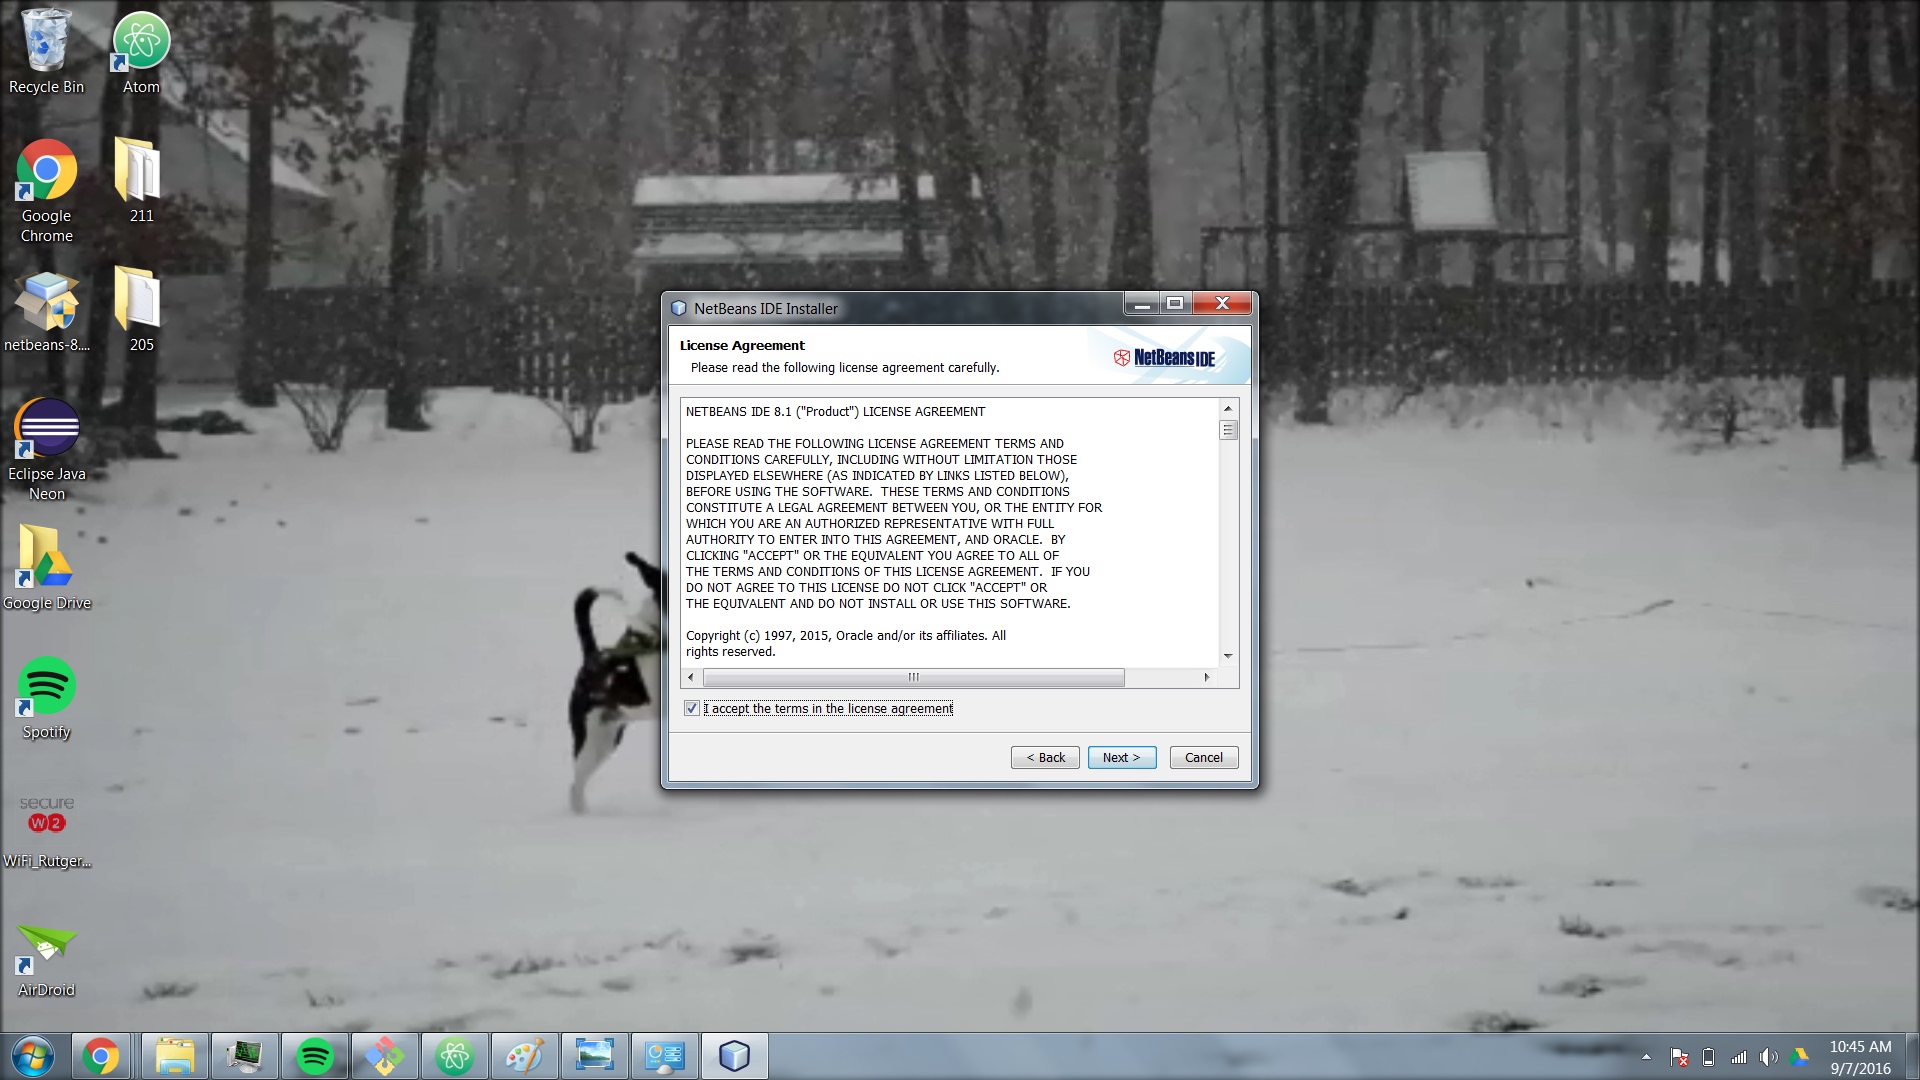 Recycle Bin
Atom
Google
Chrome
211
netbeans-8....
205
Eclipse Java
Neon
Google Drive
Spotify
secure
W2
WiFi_Rutger...
AirDroid
NetBeans IDE Installer
License Agreement
Please read the following license agreement carefully.
NetBeans IDE
NETBEANS IDE 8.1 ("Product") LICENSE AGREEMENT
PLEASE READ THE FOLLOWING LICENSE AGREEMENT TERMS AND
CONDITIONS CAREFULLY, INCLUDING WITHOUT LIMITATION THOSE
DISPLAYED ELSEWHERE (AS INDICATED BY LINKS LISTED BELOW),
BEFORE USING THE SOFTWARE.  THESE TERMS AND CONDITIONS
CONSTITUTE A LEGAL AGREEMENT BETWEEN YOU, OR THE ENTITY FOR
WHICH YOU ARE AN AUTHORIZED REPRESENTATIVE WITH FULL
AUTHORITY TO ENTER INTO THIS AGREEMENT, AND ORACLE.  BY
CLICKING "ACCEPT" OR THE EQUIVALENT YOU AGREE TO ALL OF
THE TERMS AND CONDITIONS OF THIS LICENSE AGREEMENT.  IF YOU
DO NOT AGREE TO THIS LICENSE DO NOT CLICK "ACCEPT" OR
THE EQUIVALENT AND DO NOT INSTALL OR USE THIS SOFTWARE.
Copyright (c) 1997, 2015, Oracle and/or its affiliates. All
rights reserved.
I accept the terms in the license agreement
< Back
Next >
Cancel
10:45 AM
9/7/2016